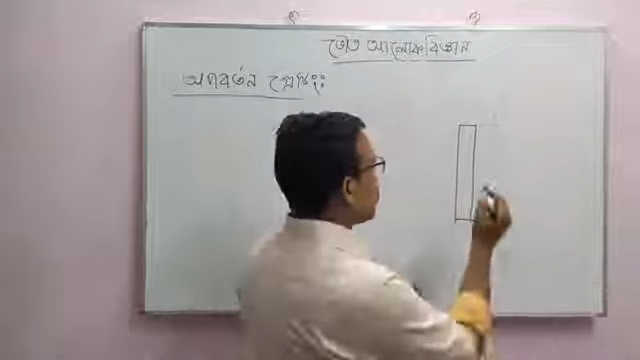 ভৌত আলোকবিজ্ঞান
অপবর্তন গ্রেটিংঃ